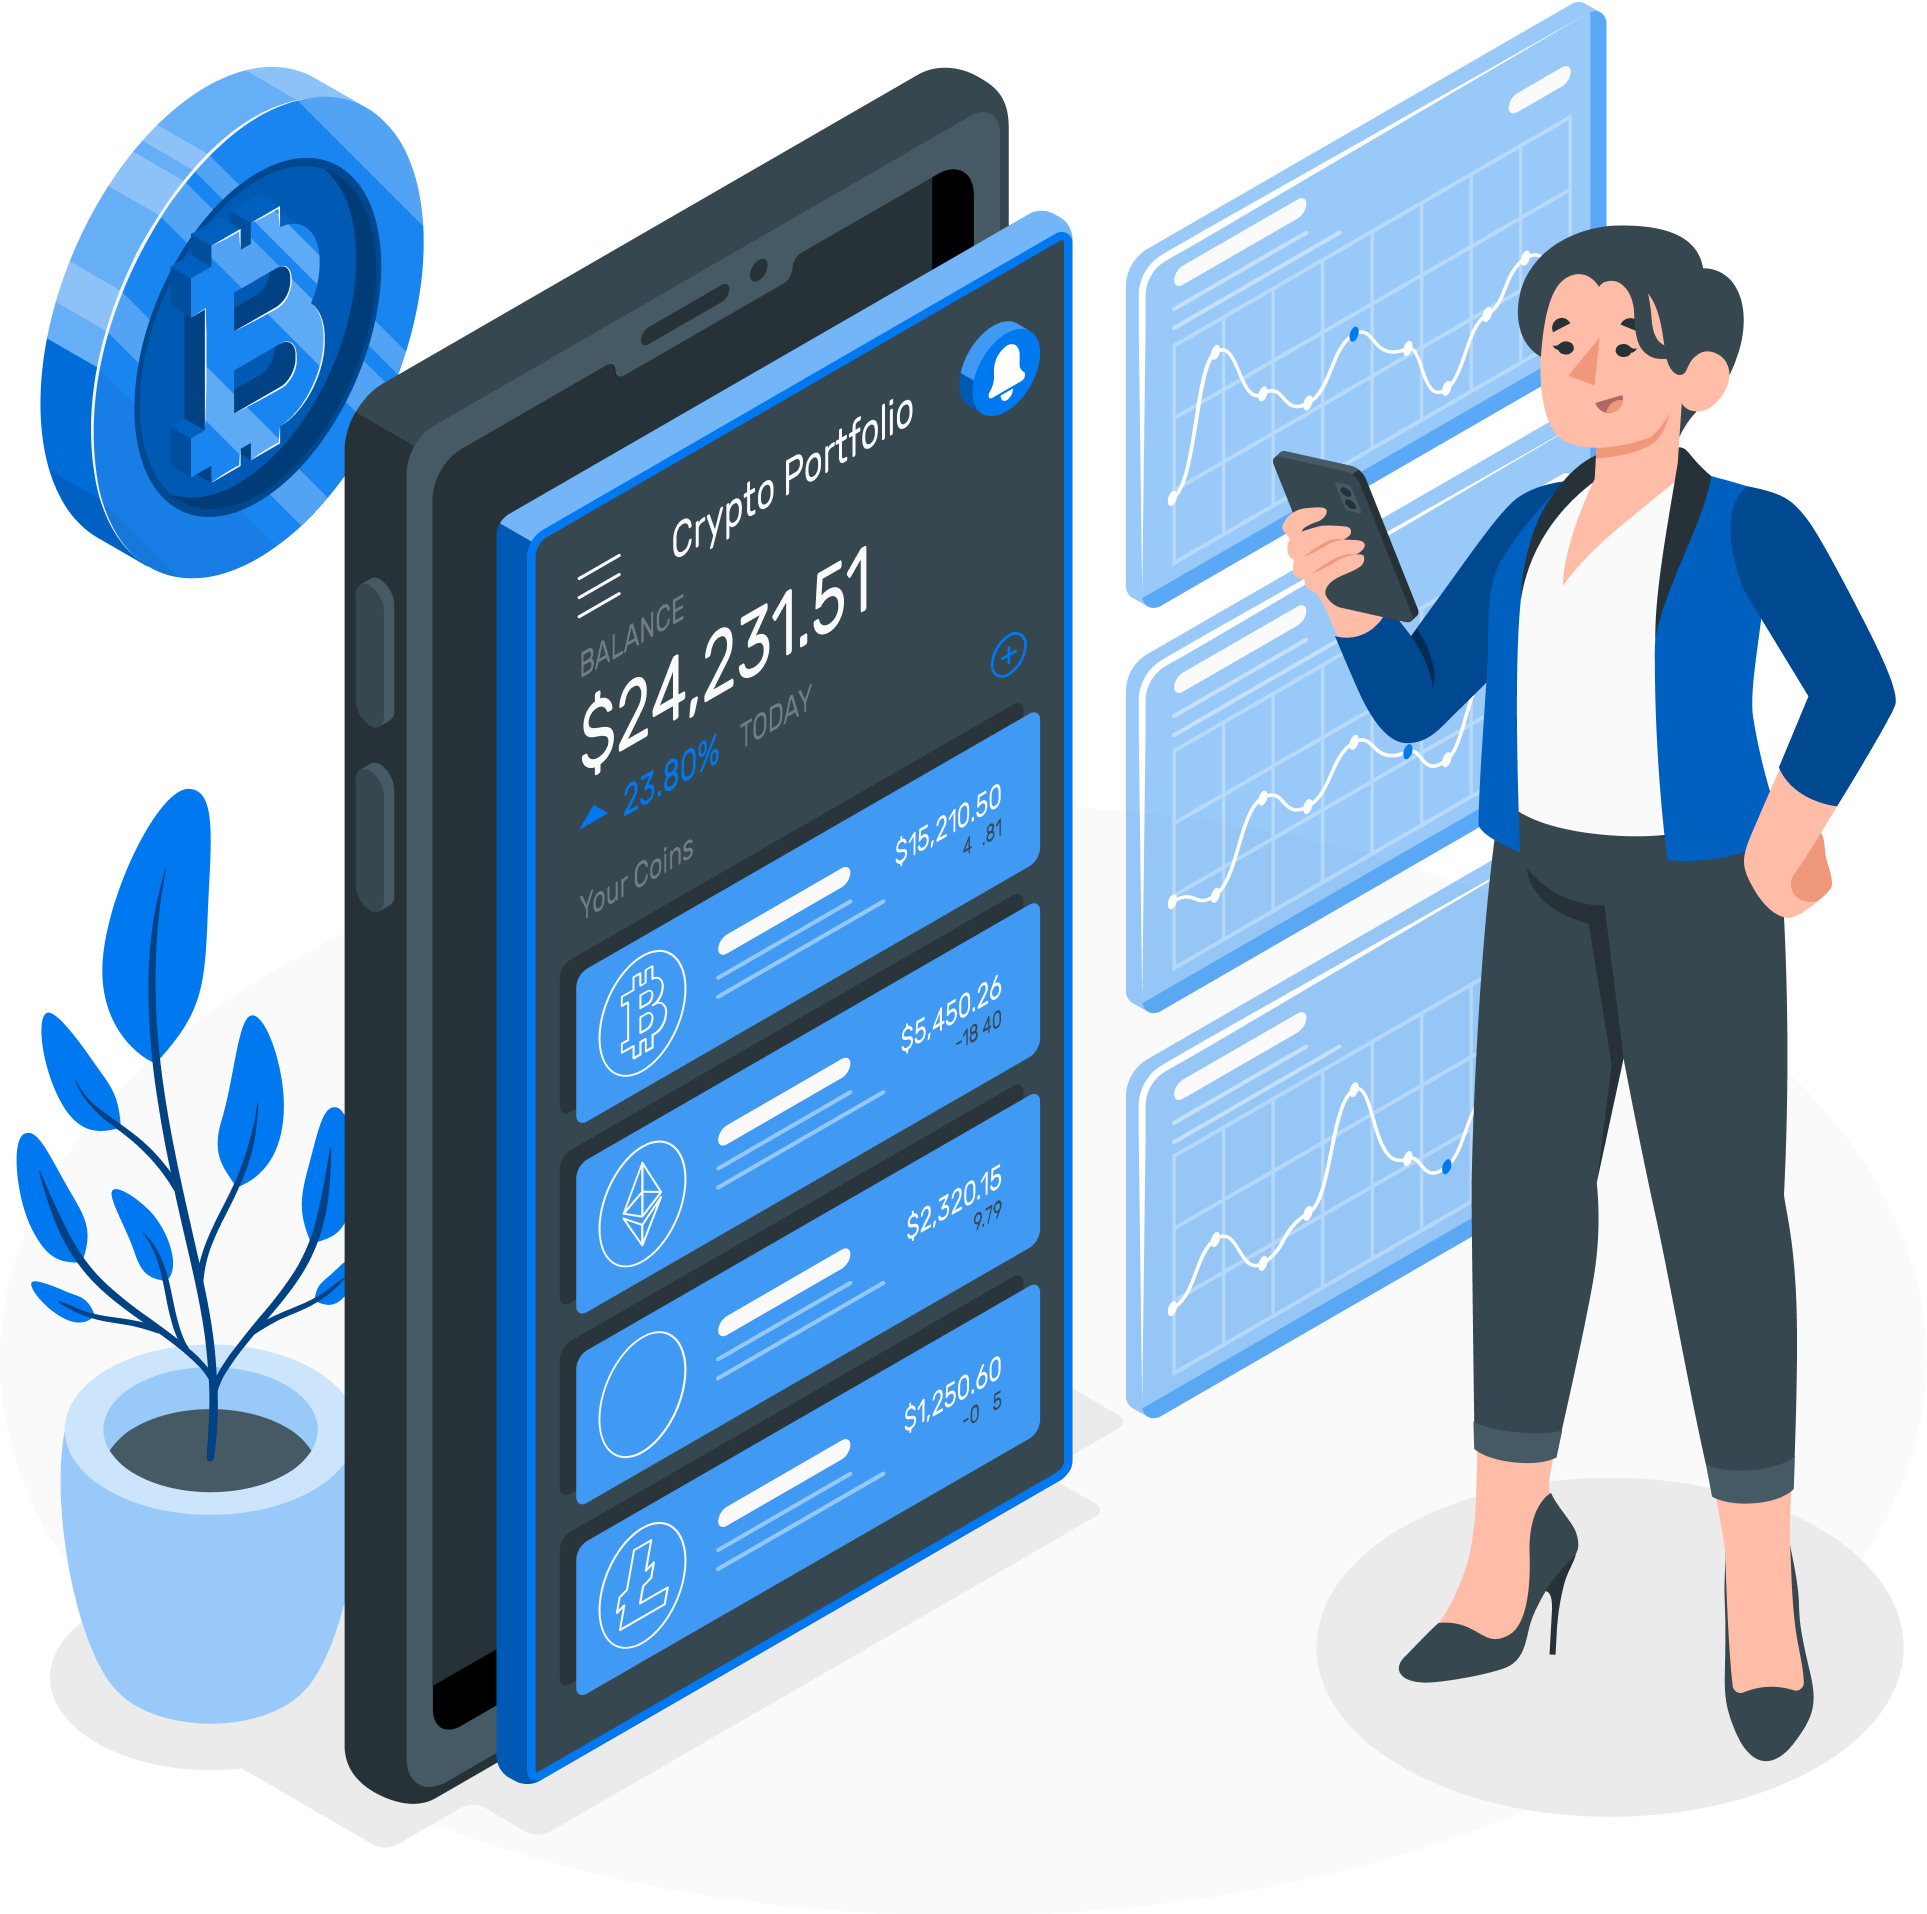 Crypto Portfolio
BALANCE
$24,231.51
23.80% TODAY
Your Coins
$15,210.50
4 .81
$5,450.26
-18 40
$2,320.15
9.79
$1,250.60
-0 5